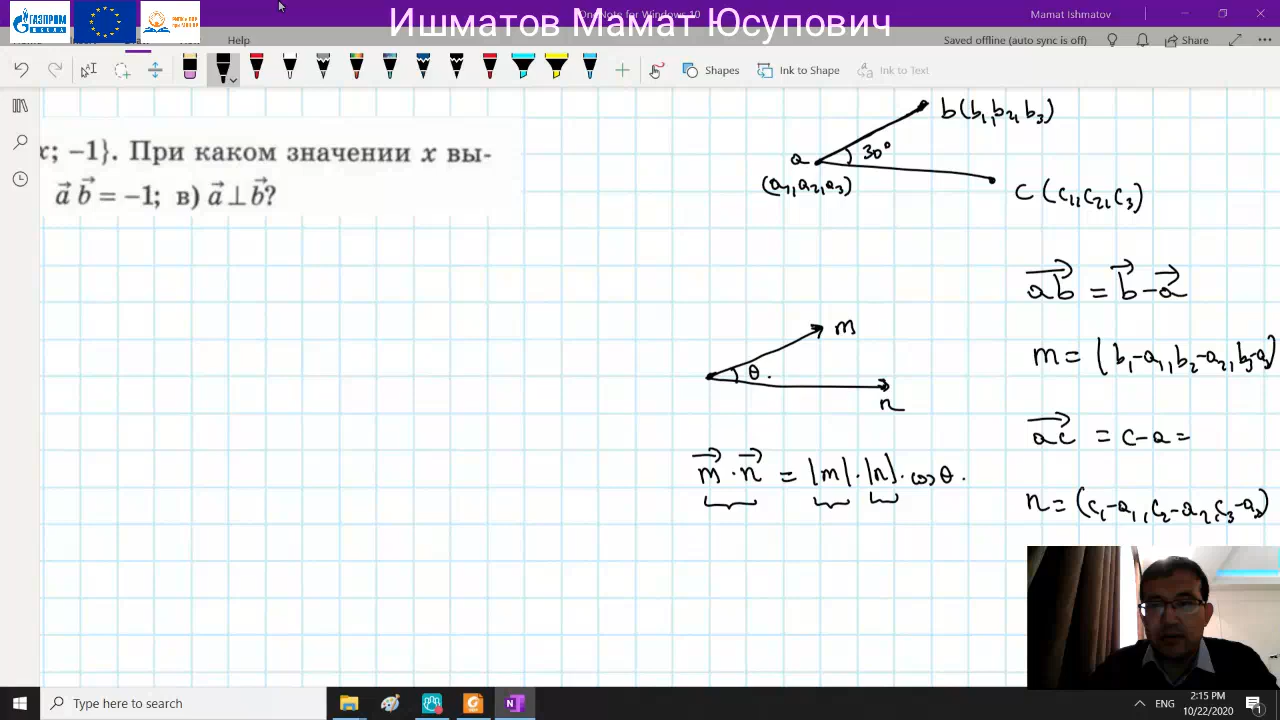 Ишматов Мамат Юсупович
ГАЗПРОМ
Mamat Ishmatov
Help
Saved offline (auto sync is off)
Share
Shapes
Ink to Shape
Ink to Text
x; −1}. При каком значении x вы-
a⃗ b⃗ = −1; в) a⃗ ⊥ b⃗?
b(b₁, b₂, b₃)
a
30°
(a₁, a₂, a₃)
c (c₁, c₂, c₃)
ab⃗ = b⃗ − a⃗
m
θ.
n
m = (b₁−a₁, b₂−a₂, b₃−a₃)
ac⃗ = c−a =
m⃗ · n⃗ = |m| · |n| · cosθ.
n = (c₁−a₁, c₂−a₂, c₃−a₃)
Type here to search
ENG
2:15 PM
10/22/2020